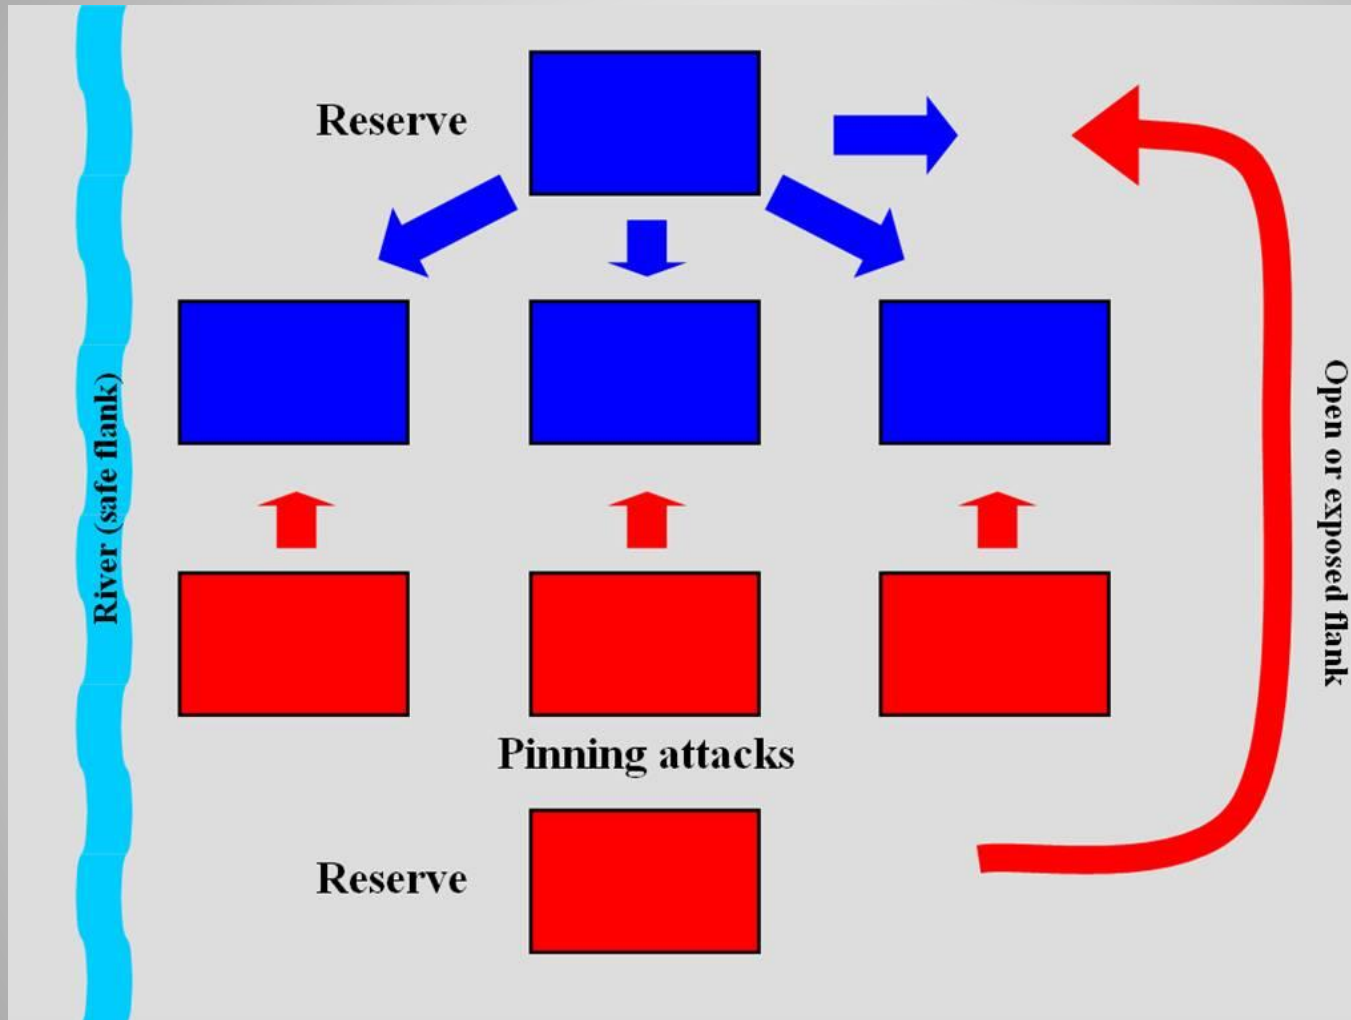 Reserve
River (safe flank)
Open or exposed flank
Pinning attacks
Reserve